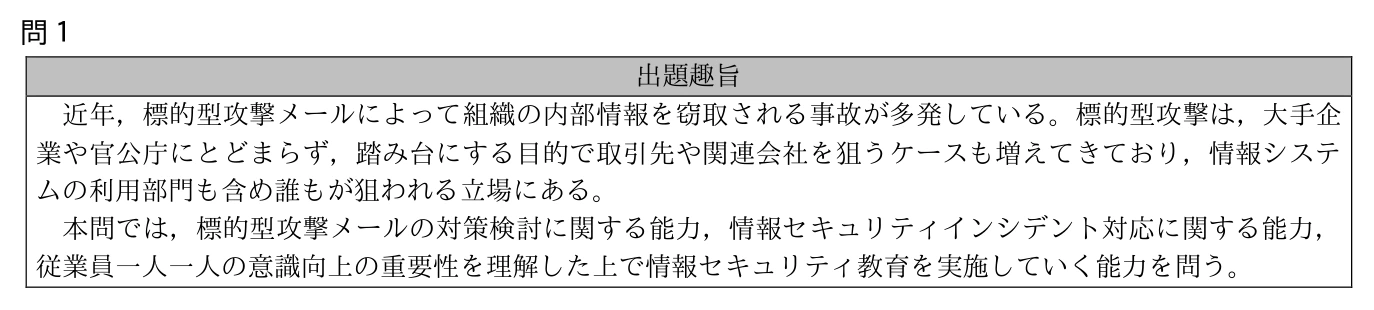 問1
出題趣旨
近年，標的型攻撃メールによって組織の内部情報を窃取される事故が多発している。標的型攻撃は，大手企
業や官公庁にとどまらず，踏み台にする目的で取引先や関連会社を狙うケースも増えてきており，情報システ
ムの利用部門も含め誰もが狙われる立場にある。
本問では，標的型攻撃メールの対策検討に関する能力，情報セキュリティインシデント対応に関する能力，
従業員一人一人の意識向上の重要性を理解した上で情報セキュリティ教育を実施していく能力を問う。